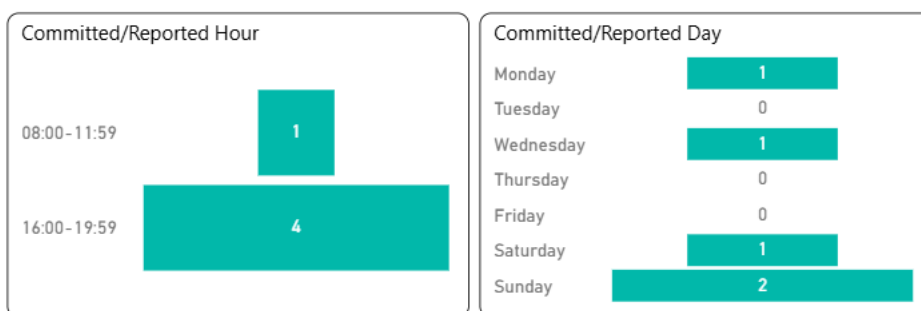 Committed/Reported Hour
08:00-11:59
1
16:00-19:59
4
Committed/Reported Day
Monday
1
Tuesday
0
Wednesday
1
Thursday
0
Friday
0
Saturday
1
Sunday
2